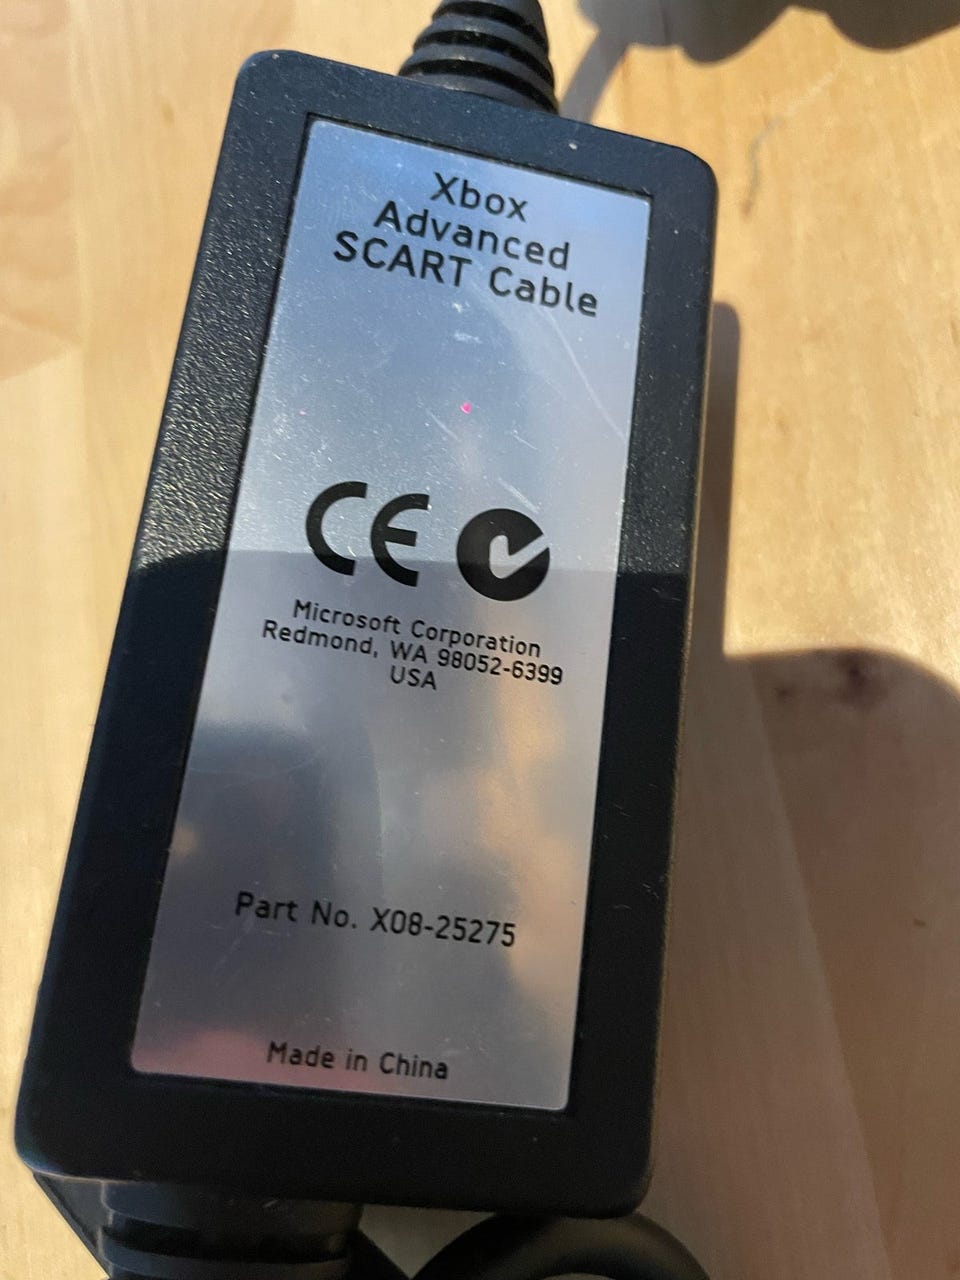 Xbox
Advanced
SCART Cable
CE
Microsoft Corporation
Redmond, WA 98052-6399
USA
Part No. X08-25275
Made in China